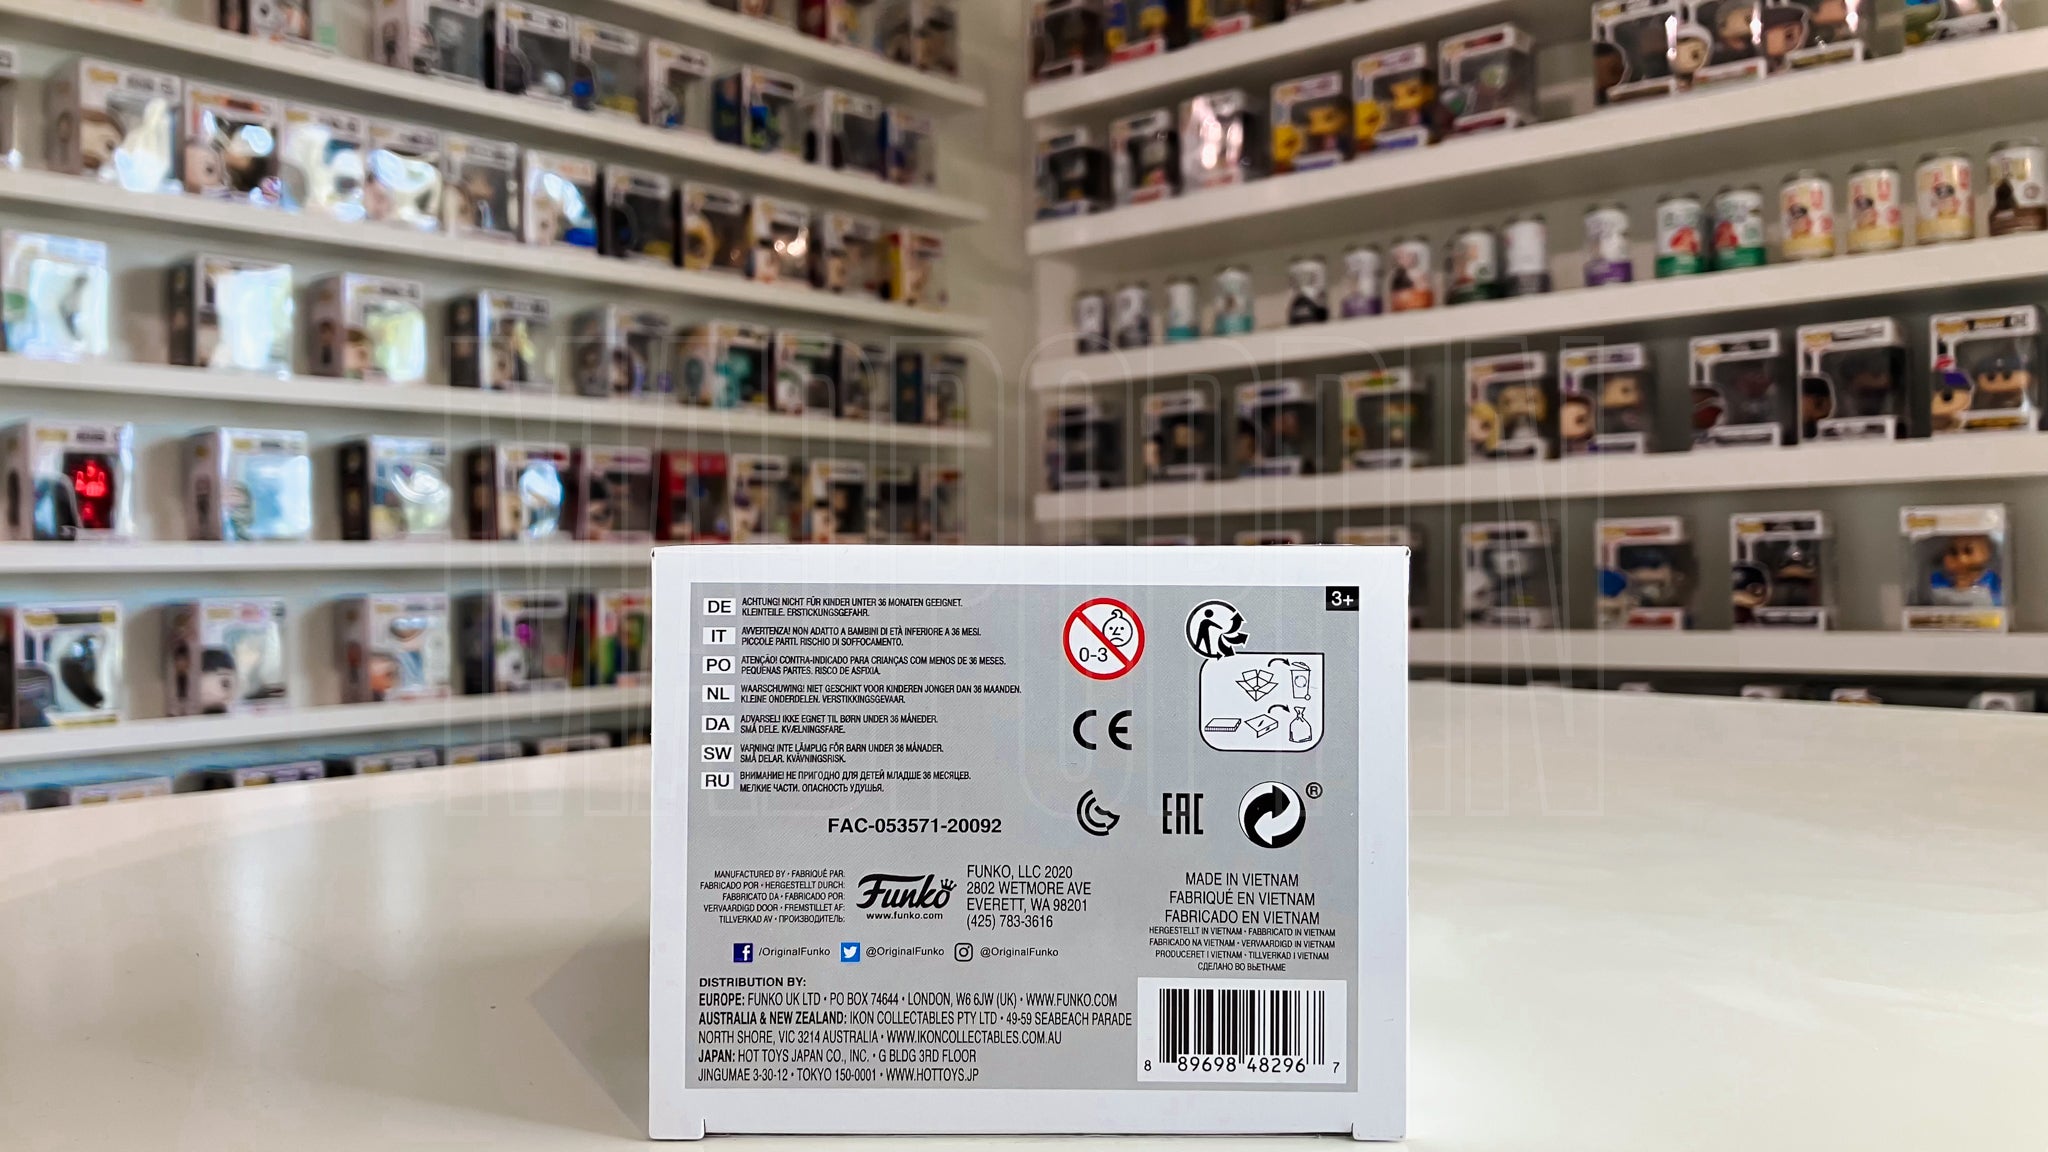 DE ACHTUNG! NICHT FÜR KINDER UNTER 36 MONATEN GEEIGNET.
KLEINTEILE. ERSTICKUNGSGEFAHR.
IT AVVERTENZA! NON ADATTO A BAMBINI DI ETÀ INFERIORE A 36 MESI.
PICCOLE PARTI. RISCHIO DI SOFFOCAMENTO.
PO ATENÇÃO! CONTRA-INDICADO PARA CRIANÇAS COM MENOS DE 36 MESES.
PEQUENAS PARTES. RISCO DE ASFIXIA.
NL WAARSCHUWING! NIET GESCHIKT VOOR KINDEREN JONGER DAN 36 MAANDEN.
KLEINE ONDERDELEN. VERSTIKKINGSGEVAAR.
DA ADVARSEL! IKKE EGNET TIL BØRN UNDER 36 MÅNEDER.
SMÅ DELE. KVÆLNINGSFARE.
SW VARNING! INTE LÄMPLIG FÖR BARN UNDER 36 MÅNADER.
SMÅ DELAR. KVÄVNINGSRISK.
RU ВНИМАНИЕ! НЕ ПРИГОДНО ДЛЯ ДЕТЕЙ МЛАДШЕ 36 МЕСЯЦЕВ.
МЕЛКИЕ ЧАСТИ. ОПАСНОСТЬ УДУШЬЯ.
0-3
3+
CE
EAC
®
FAC-053571-20092
MANUFACTURED BY • FABRIQUÉ PAR:
FABRICADO POR • HERGESTELLT DURCH:
FABBRICATO DA • FABRICADO POR:
VERVAARDIGD DOOR • FREMSTILLET AF:
TILLVERKAD AV • ПРОИЗВОДИТЕЛЬ:
Funko
www.funko.com
FUNKO, LLC 2020
2802 WETMORE AVE
EVERETT, WA 98201
(425) 783-3616
MADE IN VIETNAM
FABRIQUÉ EN VIETNAM
FABRICADO EN VIETNAM
HERGESTELLT IN VIETNAM • FABBRICATO IN VIETNAM
FABRICADO NA VIETNAM • VERVAARDIGD IN VIETNAM
PRODUCERET I VIETNAM • TILLVERKAD I VIETNAM
СДЕЛАНО ВО ВЬЕТНАМЕ
f /OriginalFunko @OriginalFunko @OriginalFunko
DISTRIBUTION BY:
EUROPE: FUNKO UK LTD • PO BOX 74644 • LONDON, W6 6JW (UK) • WWW.FUNKO.COM
AUSTRALIA & NEW ZEALAND: IKON COLLECTABLES PTY LTD • 49-59 SEABEACH PARADE
NORTH SHORE, VIC 3214 AUSTRALIA • WWW.IKONCOLLECTABLES.COM.AU
JAPAN: HOT TOYS JAPAN CO., INC. • G BLDG 3RD FLOOR
JINGUMAE 3-30-12 • TOKYO 150-0001 • WWW.HOTTOYS.JP
8 89698 48296 7